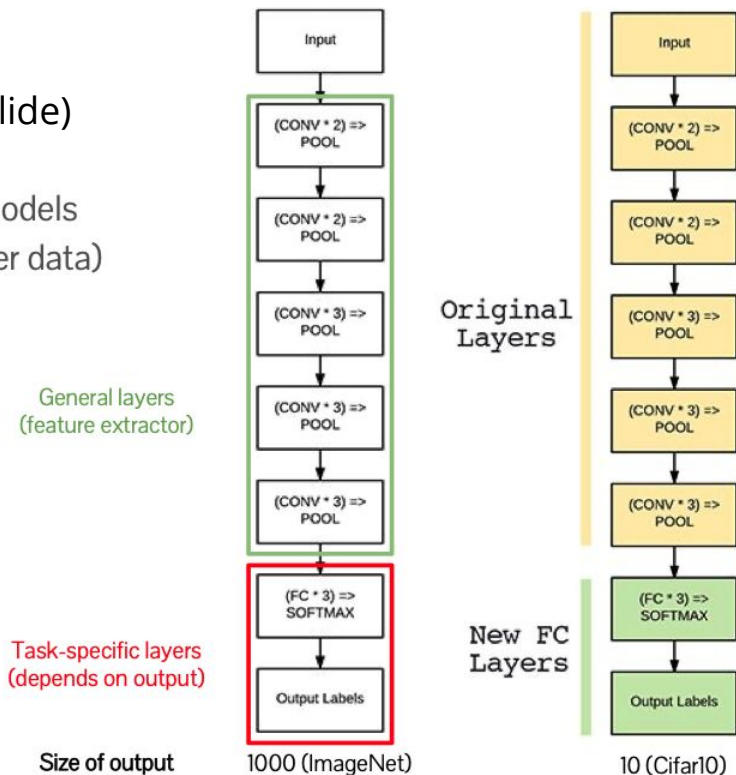 lide)
odels
er data)
General layers
(feature extractor)
Task-specific layers
(depends on output)
Size of output
Input
(CONV * 2) =>
POOL
(CONV * 2) =>
POOL
(CONV * 3) =>
POOL
(CONV * 3) =>
POOL
(CONV * 3) =>
POOL
(FC * 3) =>
SOFTMAX
Output Labels
1000 (ImageNet)
Original
Layers
New FC
Layers
Input
(CONV * 2) =>
POOL
(CONV * 2) =>
POOL
(CONV * 3) =>
POOL
(CONV * 3) =>
POOL
(CONV * 3) =>
POOL
(FC * 3) =>
SOFTMAX
Output Labels
10 (Cifar10)